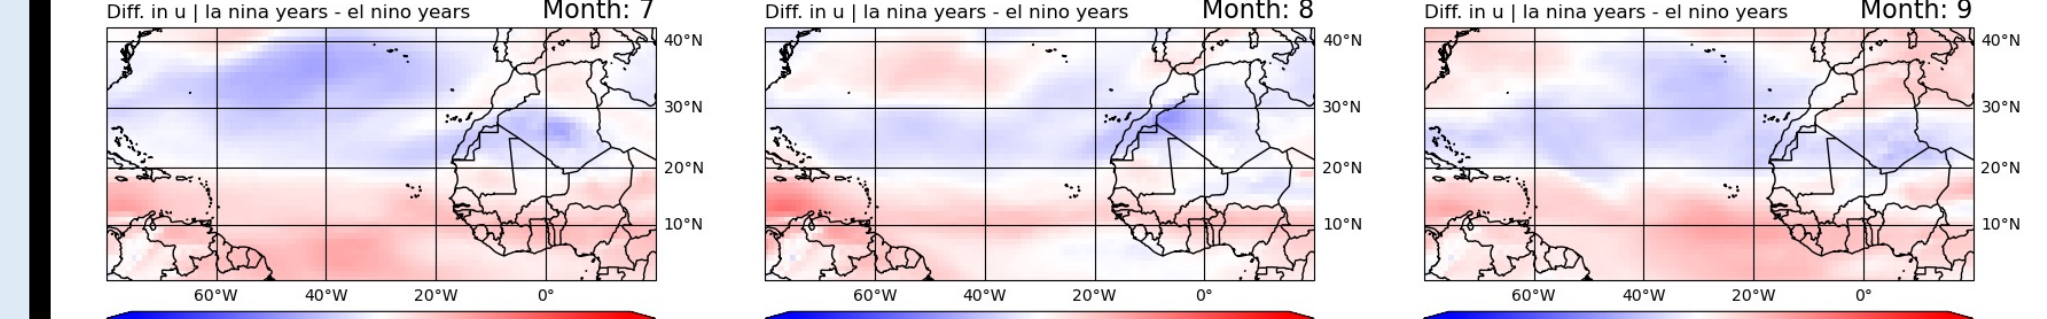 Diff. in u | la nina years - el nino years Month: 7
40°N
30°N
20°N
10°N
60°W 40°W 20°W 0°
Diff. in u | la nina years - el nino years Month: 8
40°N
30°N
20°N
10°N
60°W 40°W 20°W 0°
Diff. in u | la nina years - el nino years Month: 9
40°N
30°N
20°N
10°N
60°W 40°W 20°W 0°